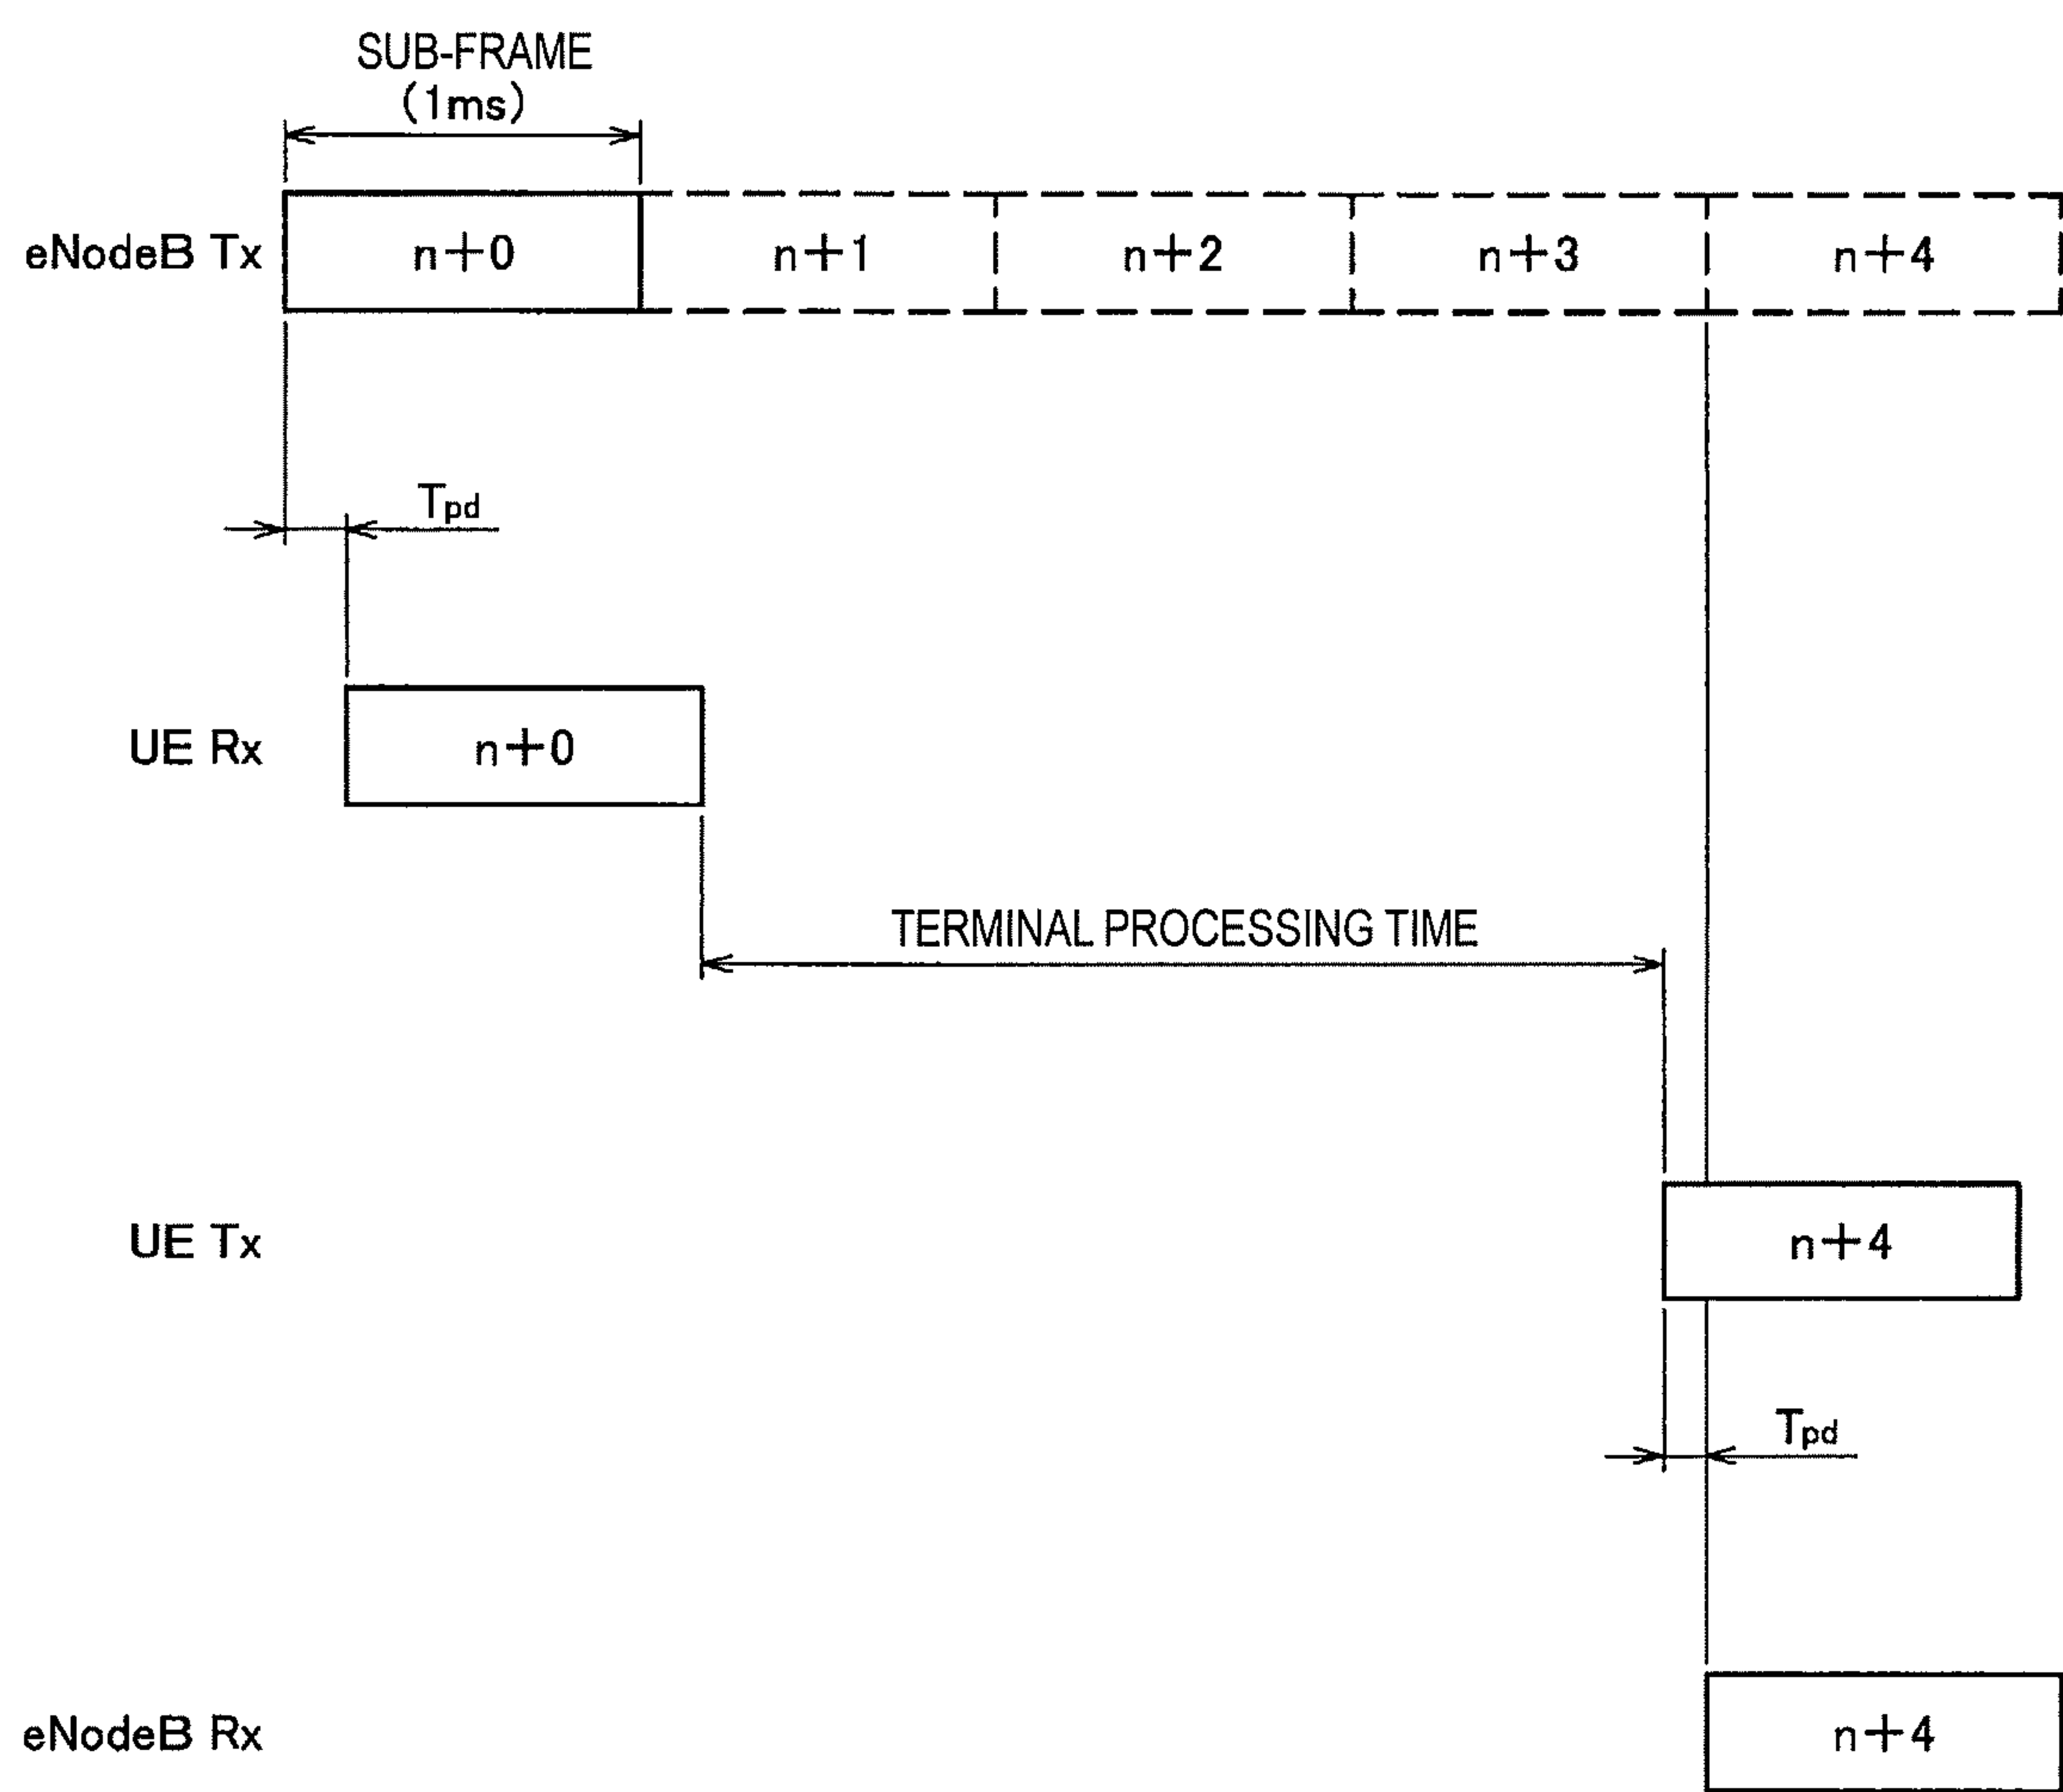 SUB-FRAME
(1ms)
eNodeB Tx n+0 n+1 n+2 n+3 n+4
Tpd
UE Rx n+0
TERMINAL PROCESSING TIME
UE Tx n+4
Tpd
eNodeB Rx n+4